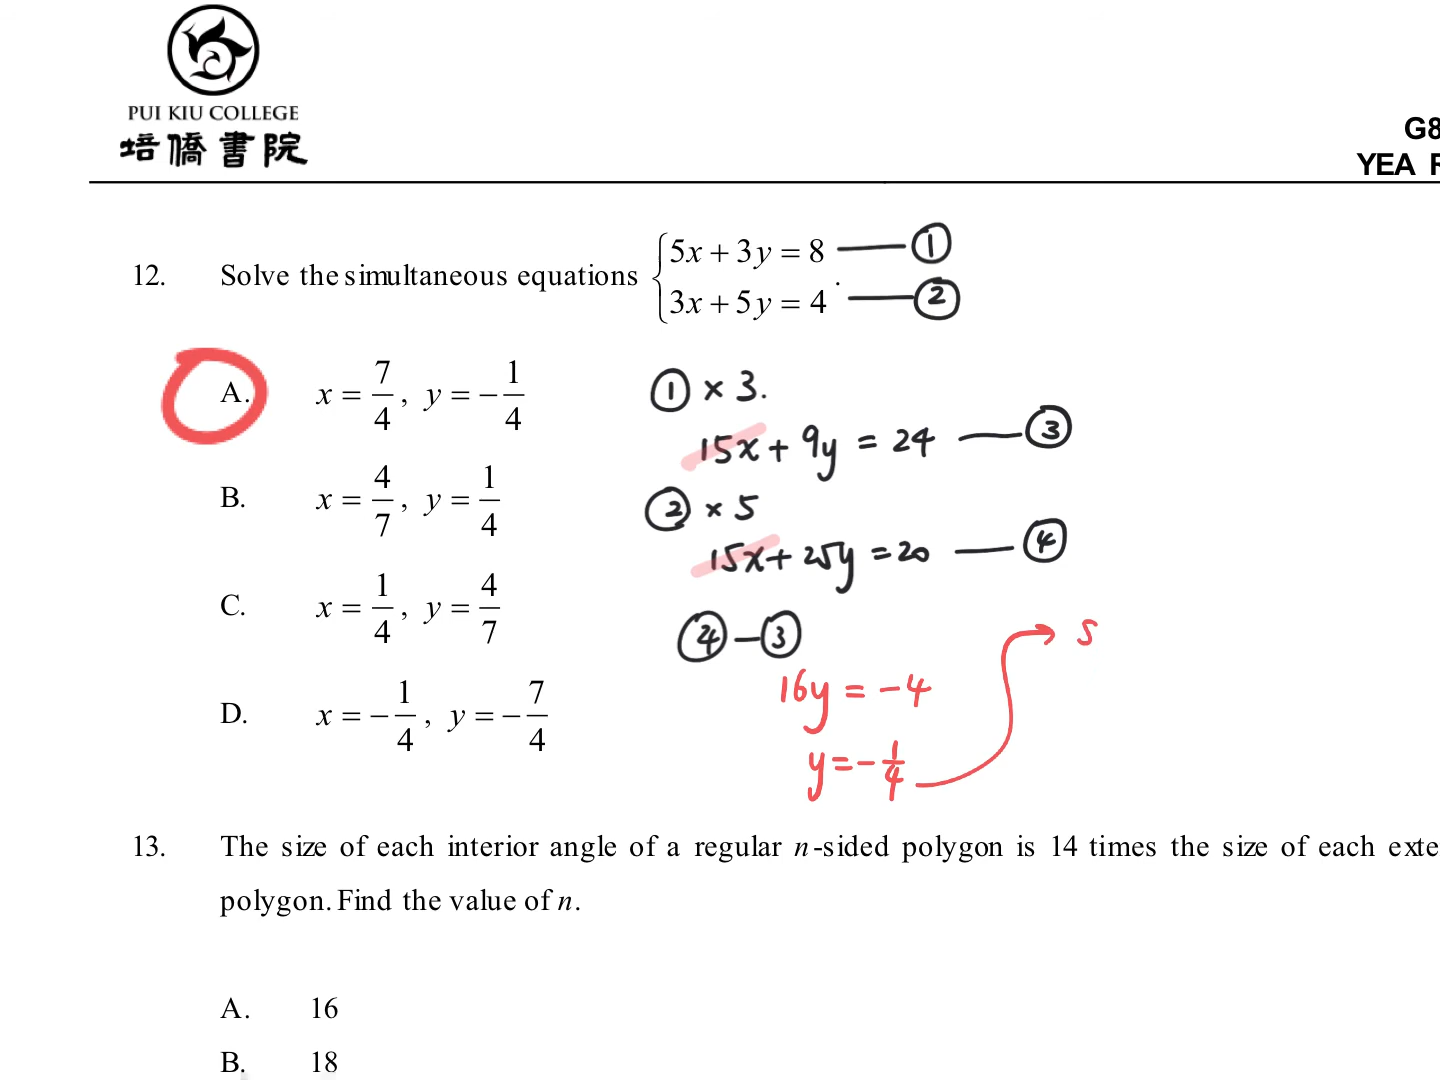 PUI KIU COLLEGE
培僑書院
G8
YEA R
12. Solve the simultaneous equations {5x + 3y = 8 —— ①
{3x + 5y = 4 . —— ②
A. x = 7/4, y = -1/4
① × 3.
15x + 9y = 24 —— ③
B. x = 4/7, y = 1/4
② × 5
15x + 25y = 20 —— ④
C. x = 1/4, y = 4/7
④ — ③
5
16y = -4
D. x = -1/4, y = -7/4
y = -1/4
13. The size of each interior angle of a regular n-sided polygon is 14 times the size of each exte
polygon. Find the value of n.
A. 16
B. 18